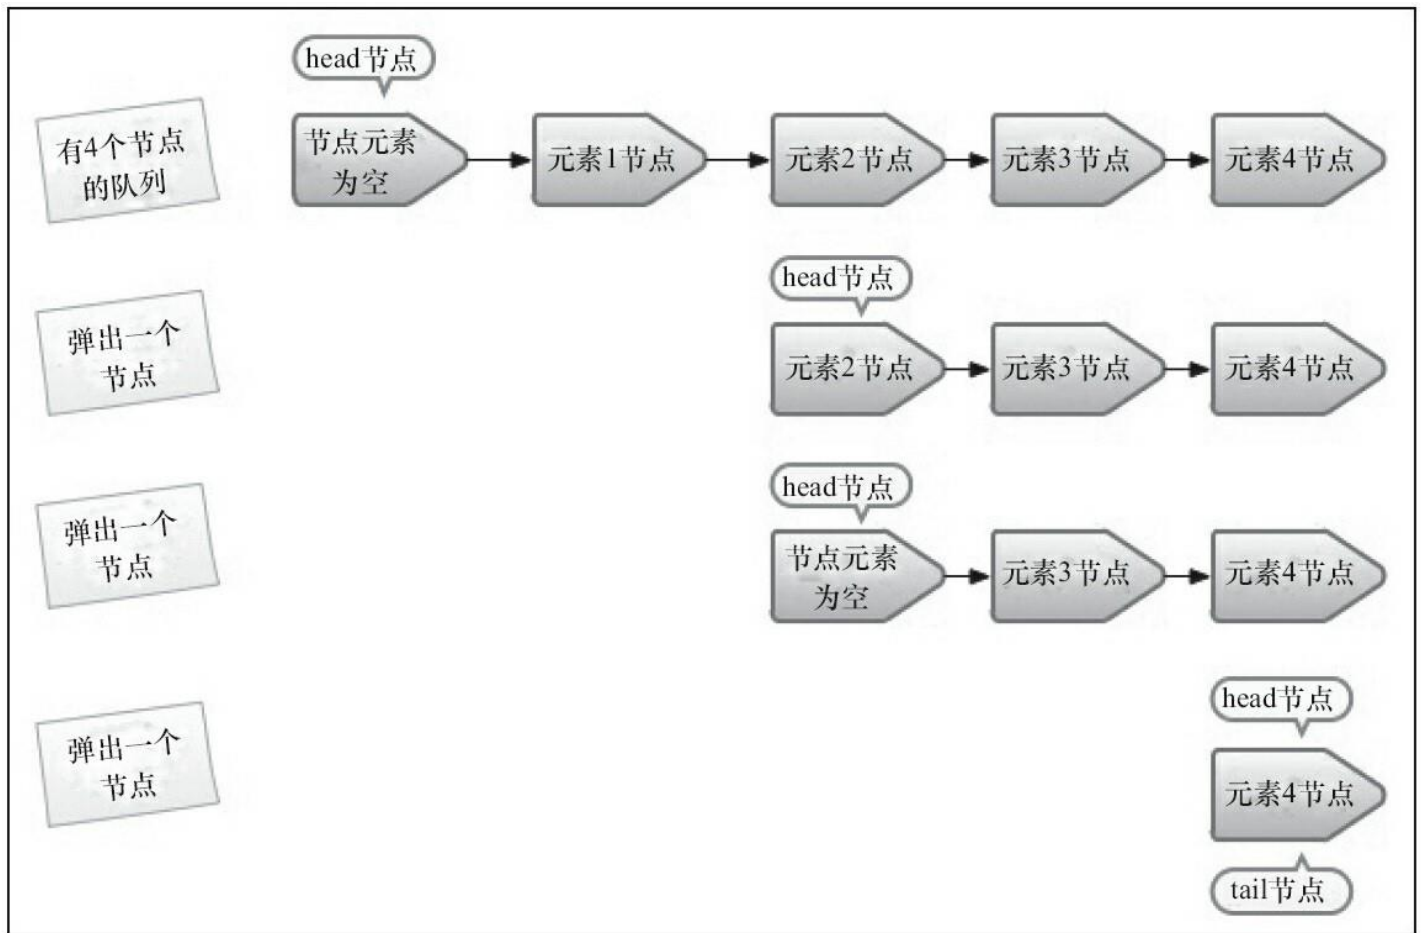 head节点
有4个节点
的队列
节点元素
为空
元素1节点
元素2节点
元素3节点
元素4节点
head节点
弹出一个
节点
元素2节点
元素3节点
元素4节点
head节点
弹出一个
节点
节点元素
为空
元素3节点
元素4节点
head节点
弹出一个
节点
元素4节点
tail节点